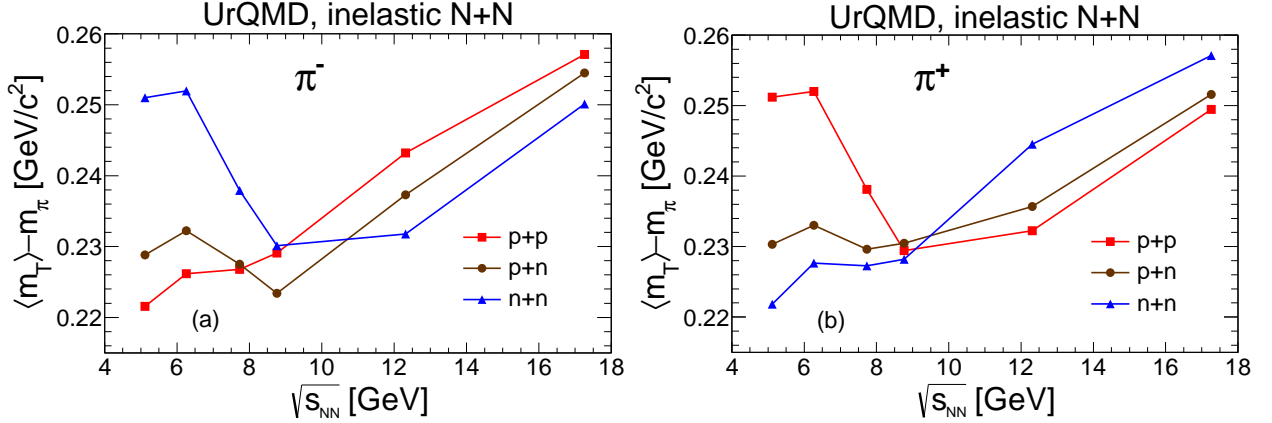 UrQMD, inelastic N+N
π⁻
0.26
0.25
0.24
0.23
0.22
⟨m_T⟩−m_π [GeV/c²]
p+p
p+n
n+n
(a)
4 6 8 10 12 14 16 18
√s_NN [GeV]
UrQMD, inelastic N+N
π⁺
0.26
0.25
0.24
0.23
0.22
⟨m_T⟩−m_π [GeV/c²]
p+p
p+n
n+n
(b)
4 6 8 10 12 14 16 18
√s_NN [GeV]